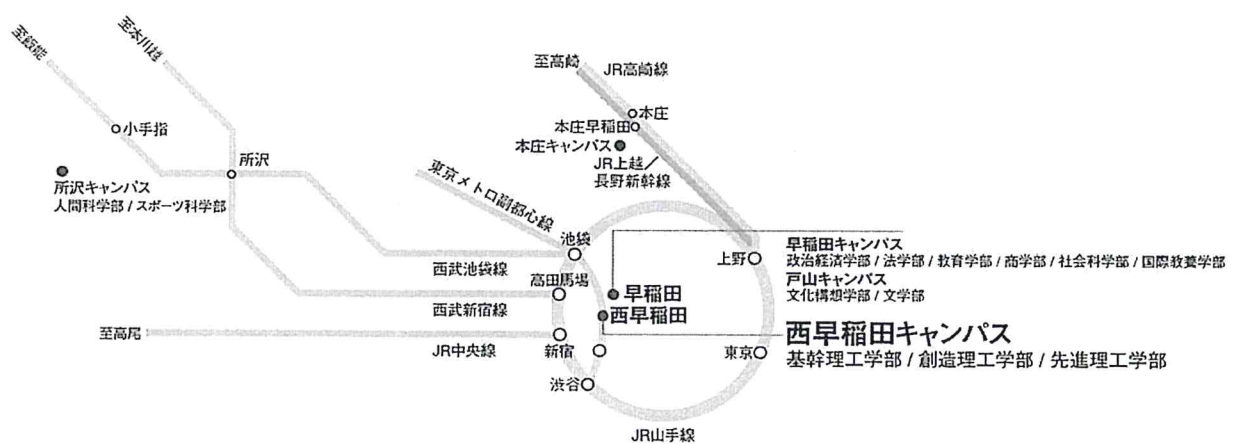 至飯能
至本川越
小手指
所沢
所沢キャンパス
人間科学部 / スポーツ科学部
至高崎
JR高崎線
本庄
本庄早稲田
本庄キャンパス
JR上越／
長野新幹線
東京メトロ副都心線
池袋
西武池袋線
高田馬場
西武新宿線
早稲田
西早稲田
上野
早稲田キャンパス
政治経済学部 / 法学部 / 教育学部 / 商学部 / 社会科学部 / 国際教養学部
戸山キャンパス
文化構想学部 / 文学部
西早稲田キャンパス
基幹理工学部 / 創造理工学部 / 先進理工学部
至高尾
JR中央線
新宿
東京
渋谷
JR山手線